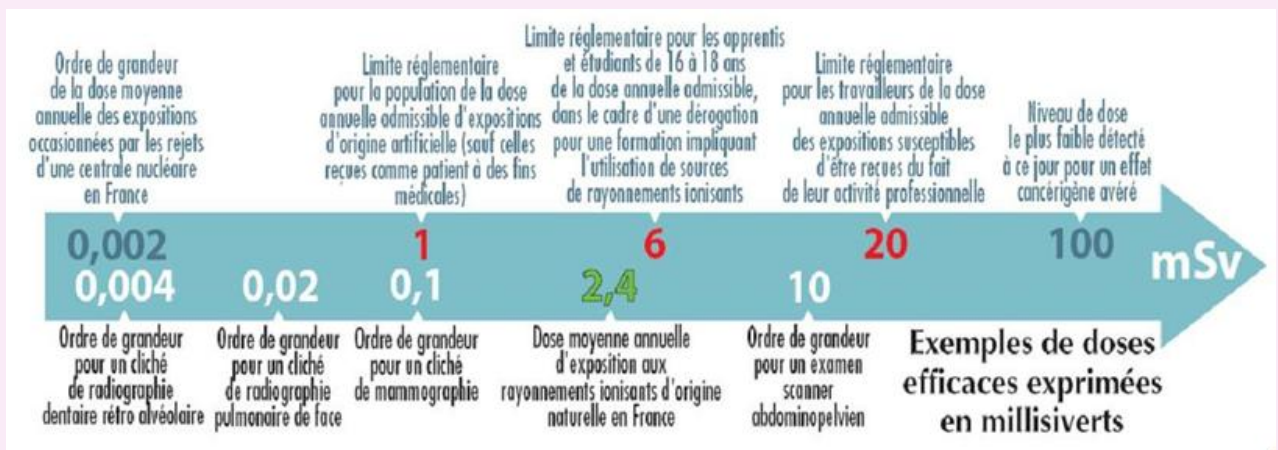 Ordre de grandeur
de la dose moyenne
annuelle des expositions
occasionnées par les rejets
d'une centrale nucléaire
en France
Limite réglementaire
pour la population de la dose
annuelle admissible d'expositions
d'origine artificielle (sauf celles
reçues comme patient à des fins
médicales)
Limite réglementaire pour les apprentis
et étudiants de 16 à 18 ans
de la dose annuelle admissible,
dans le cadre d'une dérogation
pour une formation impliquant
l'utilisation de sources
de rayonnements ionisants
Limite réglementaire
pour les travailleurs de la dose
annuelle admissible
des expositions susceptibles
d'être reçues du fait
de leur activité professionnelle
Niveau de dose
le plus faible détecté
à ce jour pour un effet
cancérigène avéré
0,002
1
6
20
100
mSv
0,004
0,02
0,1
2,4
10
Ordre de grandeur
pour un cliché
de radiographie
dentaire rétro alvéolaire
Ordre de grandeur
pour un cliché
de radiographie
pulmonaire de face
Ordre de grandeur
pour un cliché
de mammographie
Dose moyenne annuelle
d'exposition aux
rayonnements ionisants d'origine
naturelle en France
Ordre de grandeur
pour un examen
scanner
abdominopelvien
Exemples de doses
efficaces exprimées
en millisiverts